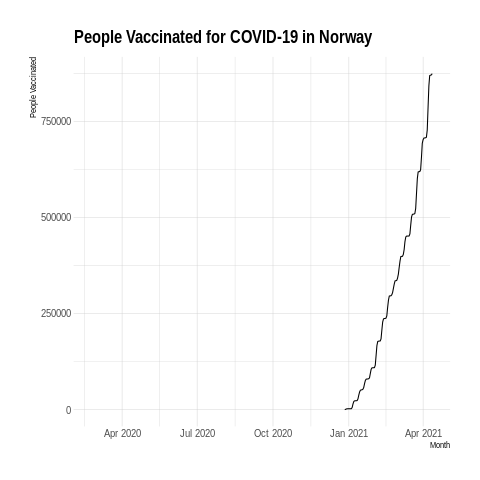 People Vaccinated for COVID-19 in Norway
People Vaccinated
750000
500000
250000
0
Apr 2020 Jul 2020 Oct 2020 Jan 2021 Apr 2021
Month